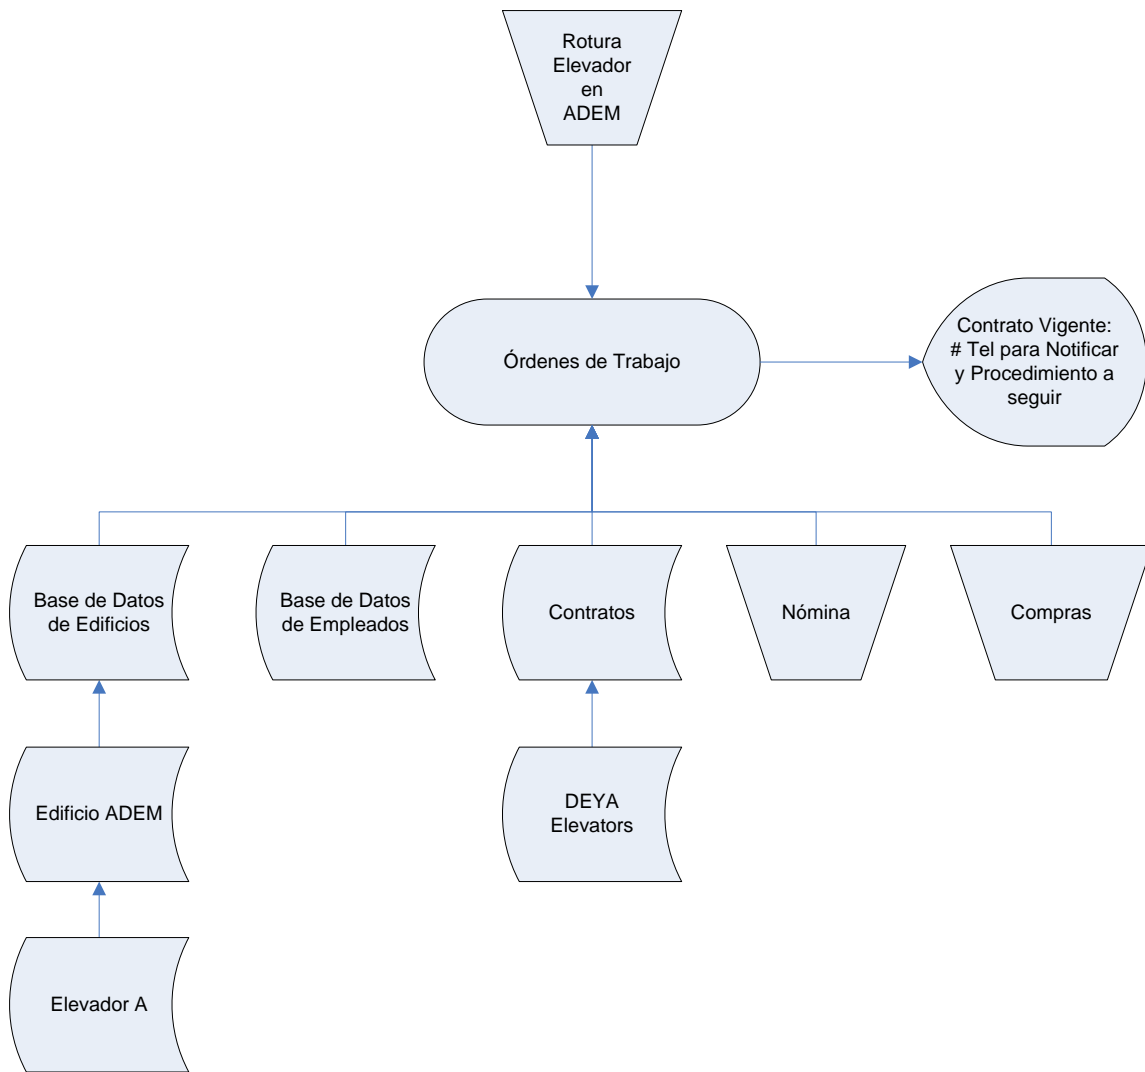 Rotura
Elevador
en
ADEM
Órdenes de Trabajo
Contrato Vigente:
# Tel para Notificar
y Procedimiento a
seguir
Base de Datos
de Edificios
Base de Datos
de Empleados
Contratos
Nómina
Compras
Edificio ADEM
DEYA
Elevators
Elevador A